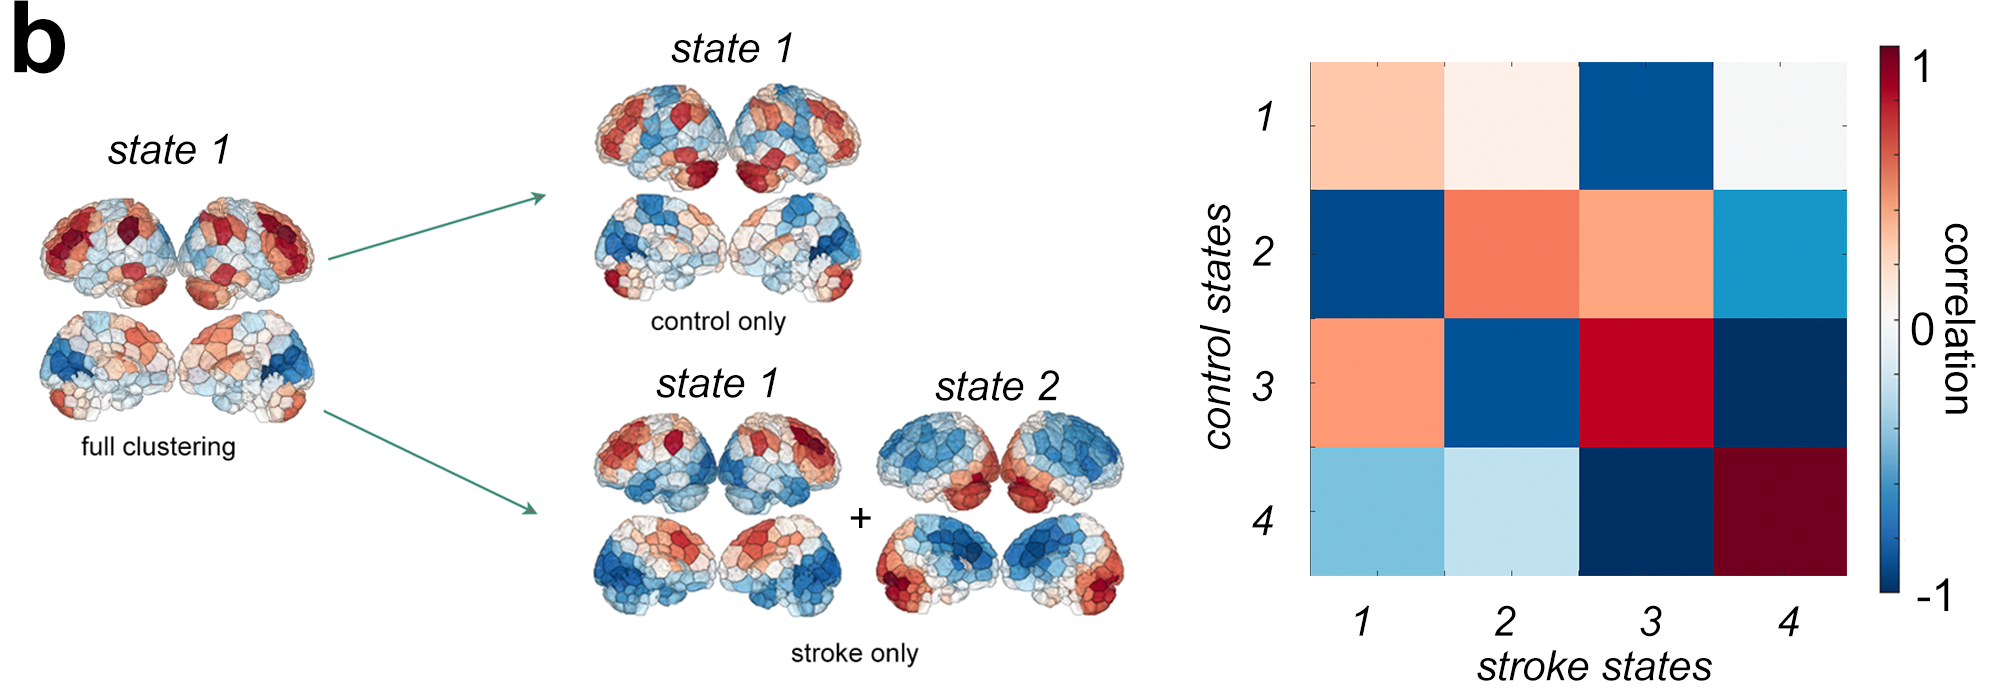 b
state 1
full clustering
state 1
control only
state 1
state 2
+
stroke only
control states
1
2
3
4
1
2
3
4
stroke states
1
0
-1
correlation